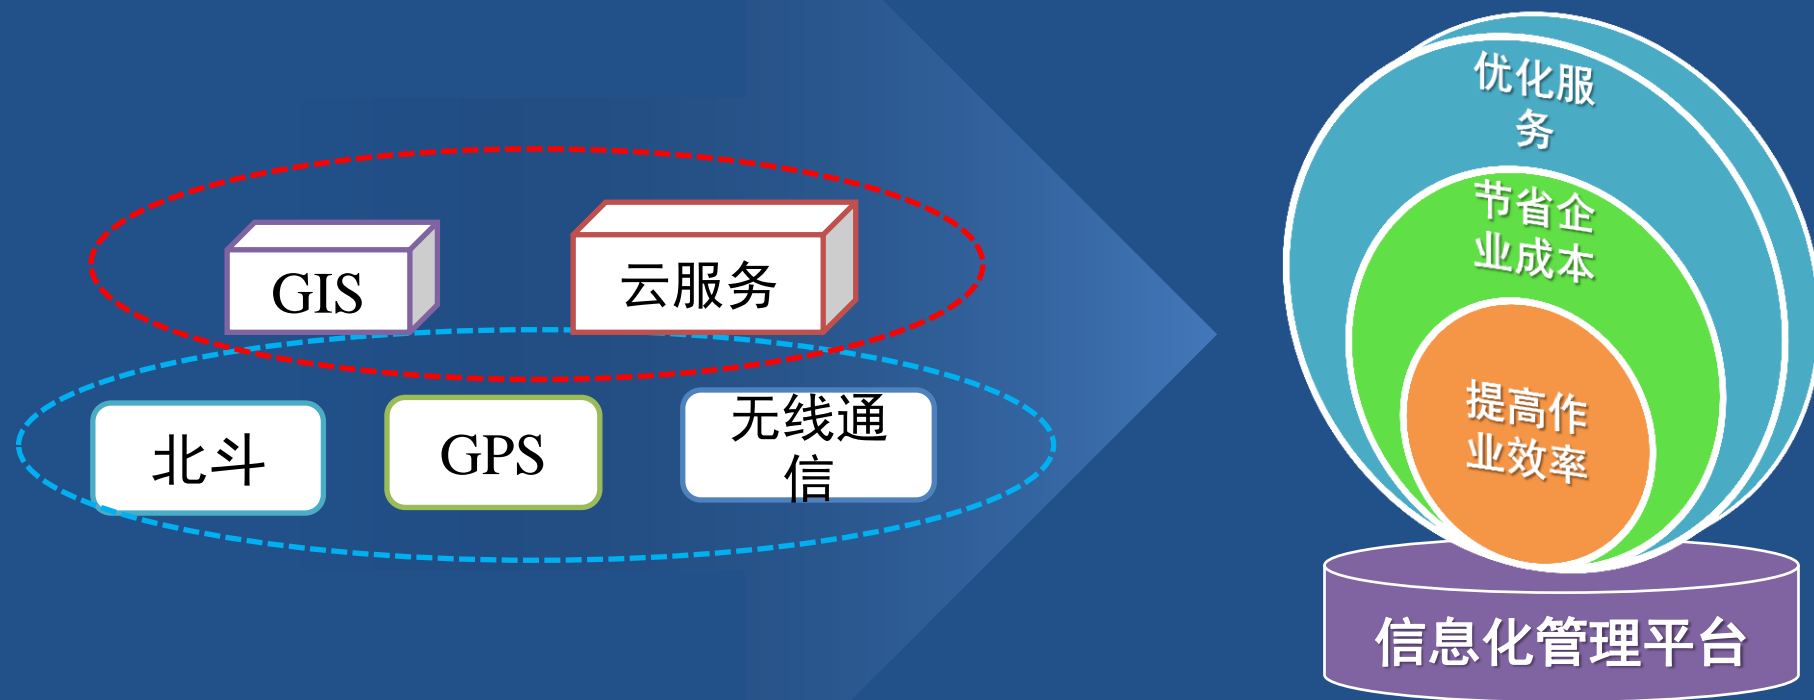 GIS
云服务
北斗
GPS
无线通
信
优化服
务
节省企
业成本
提高作
业效率
信息化管理平台